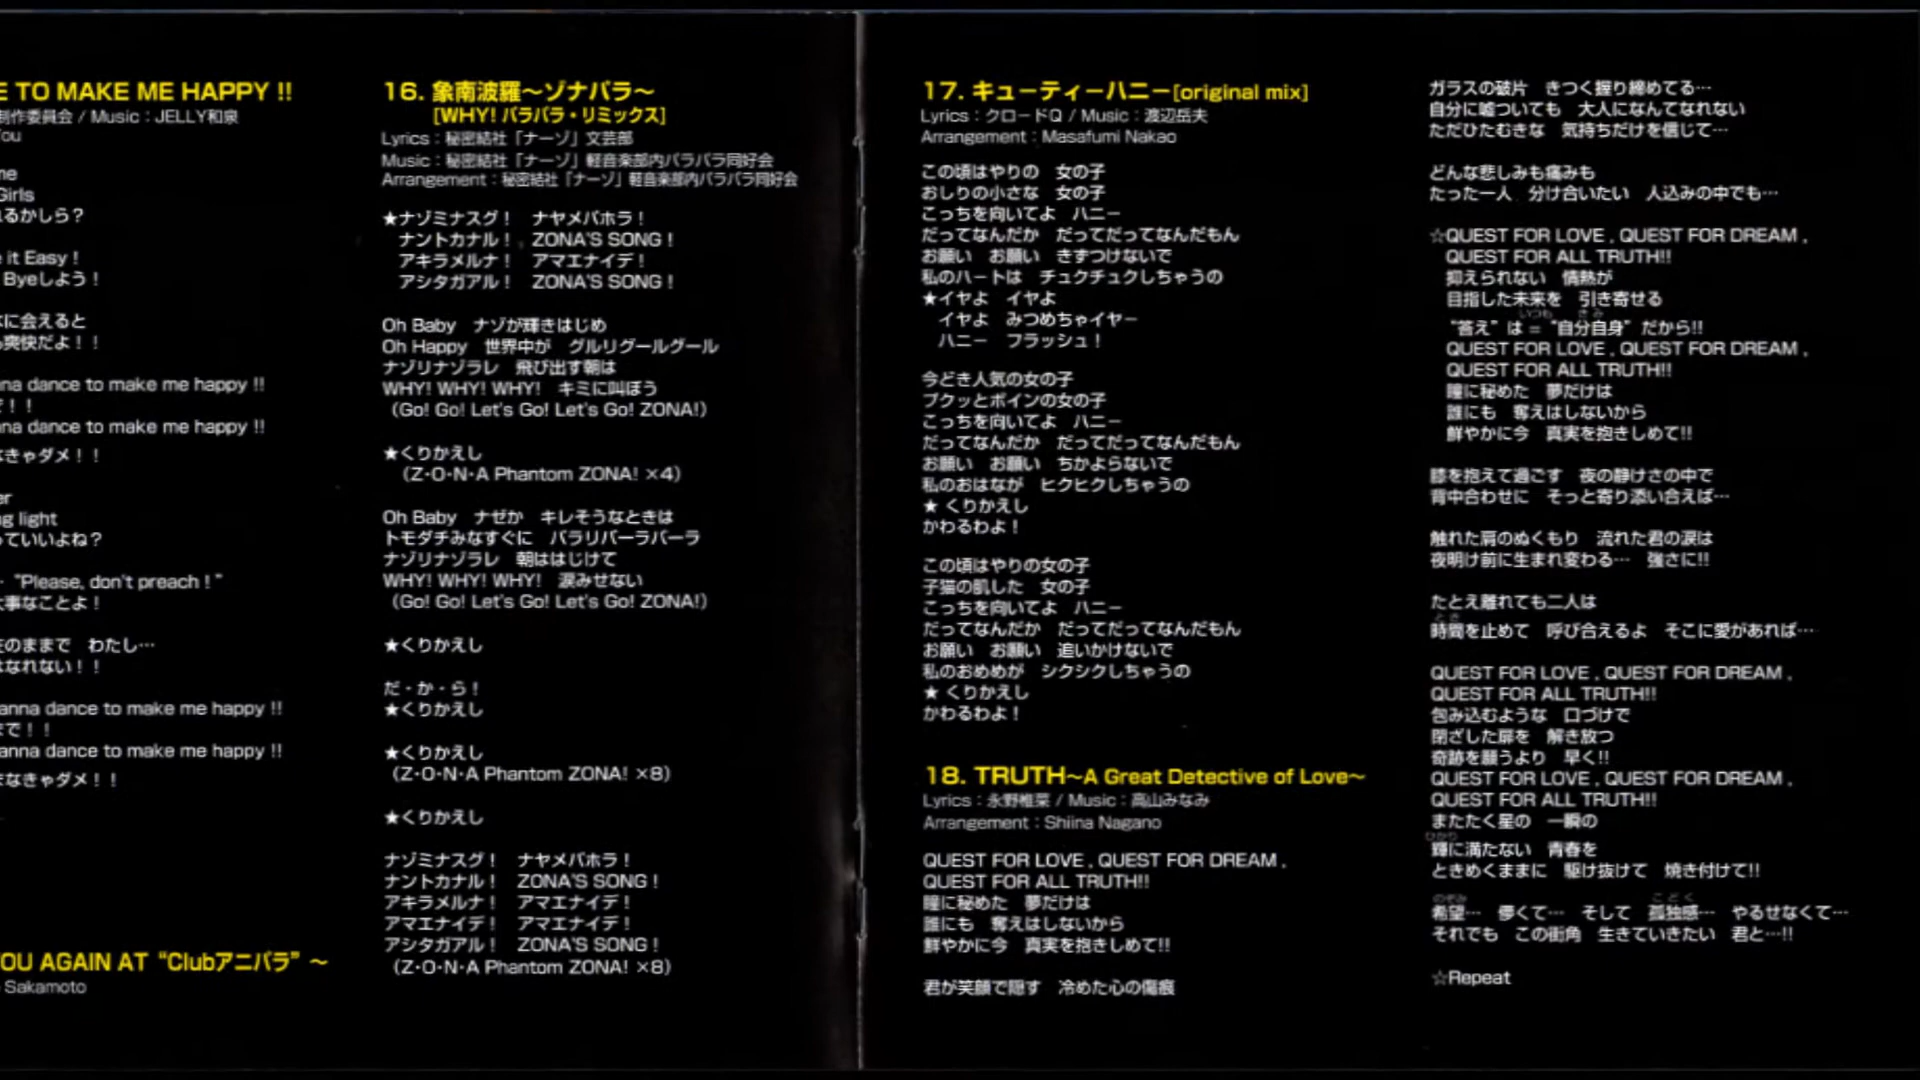 E TO MAKE ME HAPPY !!
制作委員会 / Music：JELLY和泉
You
me
Girls
るかしら？
e it Easy！
Byeしよう！
に会えると
爽快だよ！！
nna dance to make me happy !!
で！！
nna dance to make me happy !!
なきゃダメ！！
er
ng light
ていいよね？
“Please, don't preach！”
大事なことよ！
のままで　わたし…
はなれない！！
anna dance to make me happy !!
まで！！
anna dance to make me happy !!
なきゃダメ！！
OU AGAIN AT “Clubアニパラ” ～
Sakamoto
16. 象南波羅～ゾナパラ～
[WHY! パラパラ・リミックス]
Lyrics：秘密結社「ナーゾ」文芸部
Music：秘密結社「ナーゾ」軽音楽部内パラパラ同好会
Arrangement：秘密結社「ナーゾ」軽音楽部内パラパラ同好会
★ナゾミナスグ！　ナヤメバホラ！
ナントカナル！　ZONA'S SONG！
アキラメルナ！　アマエナイデ！
アシタガアル！　ZONA'S SONG！
Oh Baby　ナゾが輝きはじめ
Oh Happy　世界中が　グルリグールグール
ナゾリナゾラレ　飛び出す朝は
WHY! WHY! WHY!　キミに叫ぼう
（Go! Go! Let's Go! Let's Go! ZONA!）
★くりかえし
（Z・O・N・A Phantom ZONA! ×4）
Oh Baby　ナゼか　キレそうなときは
トモダチみなすぐに　パラリパーラパーラ
ナゾリナゾラレ　朝ははじけて
WHY! WHY! WHY!　涙みせない
（Go! Go! Let's Go! Let's Go! ZONA!）
★くりかえし
だ・か・ら！
★くりかえし
★くりかえし
（Z・O・N・A Phantom ZONA! ×8）
★くりかえし
ナゾミナスグ！　ナヤメバホラ！
ナントカナル！　ZONA'S SONG！
アキラメルナ！　アマエナイデ！
アマエナイデ！　アマエナイデ！
アシタガアル！　ZONA'S SONG！
（Z・O・N・A Phantom ZONA! ×8）
17. キューティーハニー[original mix]
Lyrics：クロードQ / Music：渡辺岳夫
Arrangement：Masafumi Nakao
この頃はやりの　女の子
おしりの小さな　女の子
こっちを向いてよ　ハニー
だってなんだか　だってだってなんだもん
お願い　お願い　きずつけないで
私のハートは　チュクチュクしちゃうの
★イヤよ　イヤよ
イヤよ　みつめちゃイヤー
ハニー　フラッシュ！
今どき人気の女の子
プクッとボインの女の子
こっちを向いてよ　ハニー
だってなんだか　だってだってなんだもん
お願い　お願い　ちかよらないで
私のおはなが　ヒクヒクしちゃうの
★ くりかえし
かわるわよ！
この頃はやりの女の子
子猫の肌した　女の子
こっちを向いてよ　ハニー
だってなんだか　だってだってなんだもん
お願い　お願い　追いかけないで
私のおめめが　シクシクしちゃうの
★ くりかえし
かわるわよ！
18. TRUTH～A Great Detective of Love～
Lyrics：永野椎菜 / Music：高山みなみ
Arrangement：Shiina Nagano
QUEST FOR LOVE , QUEST FOR DREAM ,
QUEST FOR ALL TRUTH!!
瞳に秘めた　夢だけは
誰にも　奪えはしないから
鮮やかに今　真実を抱きしめて!!
君が笑顔で隠す　冷めた心の傷痕
ガラスの破片　きつく握り締めてる…
自分に嘘ついても　大人になんてなれない
ただひたむきな　気持ちだけを信じて…
どんな悲しみも痛みも
たった一人　分け合いたい　人込みの中でも…
☆QUEST FOR LOVE , QUEST FOR DREAM ,
QUEST FOR ALL TRUTH!!
抑えられない　情熱が
目指した未来を　引き寄せる
いつも　きみ
“答え” は = “自分自身” だから!!
QUEST FOR LOVE , QUEST FOR DREAM ,
QUEST FOR ALL TRUTH!!
瞳に秘めた　夢だけは
誰にも　奪えはしないから
鮮やかに今　真実を抱きしめて!!
膝を抱えて過ごす　夜の静けさの中で
背中合わせに　そっと寄り添い合えば…
触れた肩のぬくもり　流れた君の涙は
夜明け前に生まれ変わる…　強さに!!
たとえ離れても二人は
とき
時間を止めて　呼び合えるよ　そこに愛があれば…
QUEST FOR LOVE , QUEST FOR DREAM ,
QUEST FOR ALL TRUTH!!
包み込むような　口づけで
閉ざした扉を　解き放つ
奇跡を願うより　早く!!
QUEST FOR LOVE , QUEST FOR DREAM ,
QUEST FOR ALL TRUTH!!
またたく星の　一瞬の
ひかり
輝に満たない　青春を
ときめくままに　駆け抜けて　焼き付けて!!
のぞみ　こどく
希望…　儚くて…　そして　孤独感…　やるせなくて…
それでも　この街角　生きていきたい　君と…!!
☆Repeat